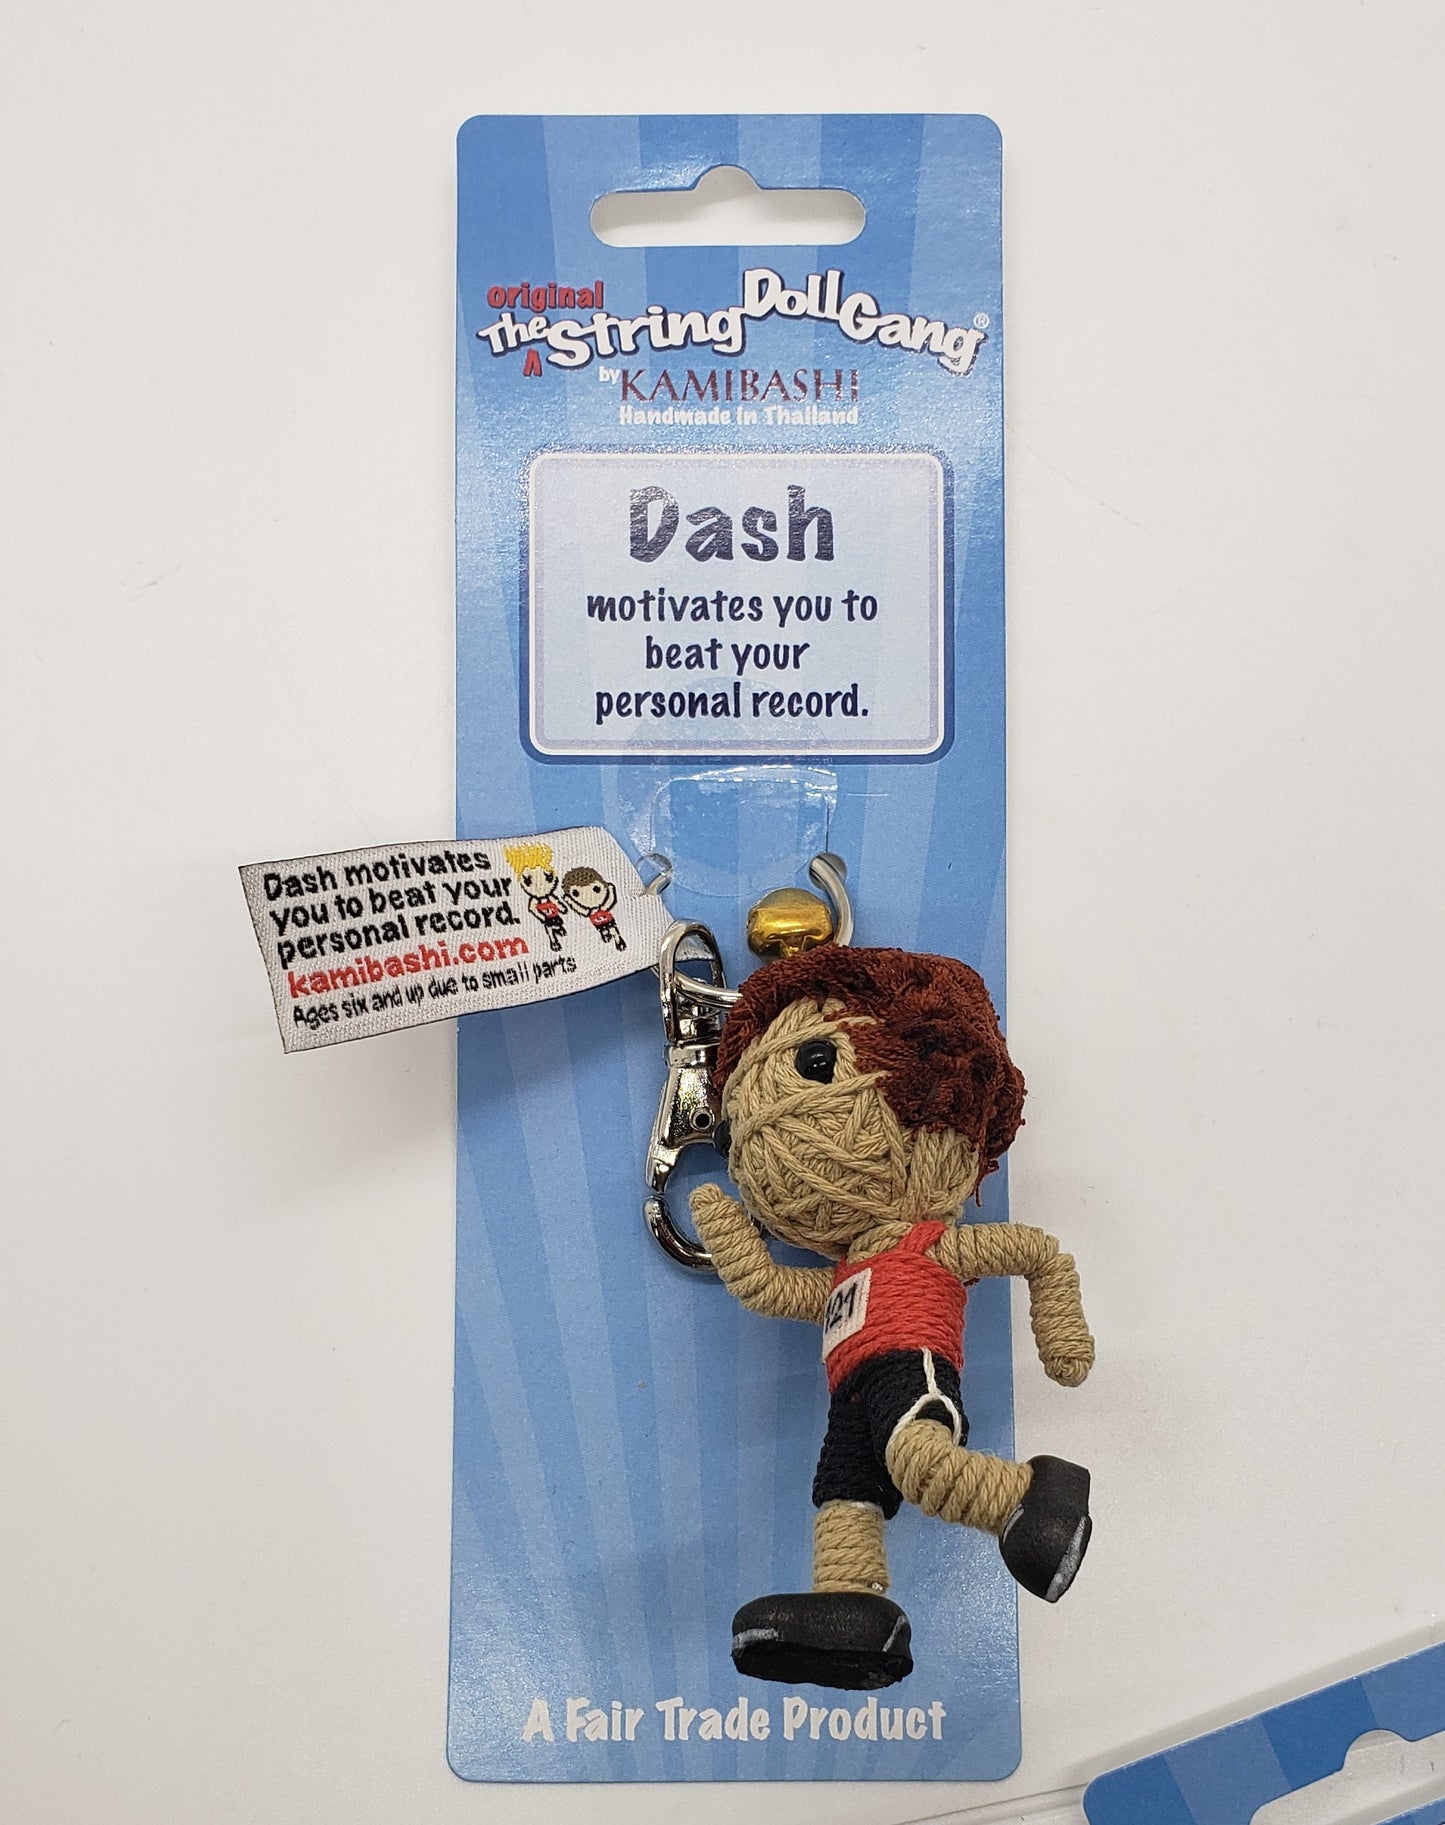 original
The String Doll Gang®
by KAMIBASHI
Handmade in Thailand
Dash
motivates you to
beat your
personal record.
Dash motivates
you to beat your
personal record.
kamibashi.com
Ages six and up due to small parts
121
A Fair Trade Product